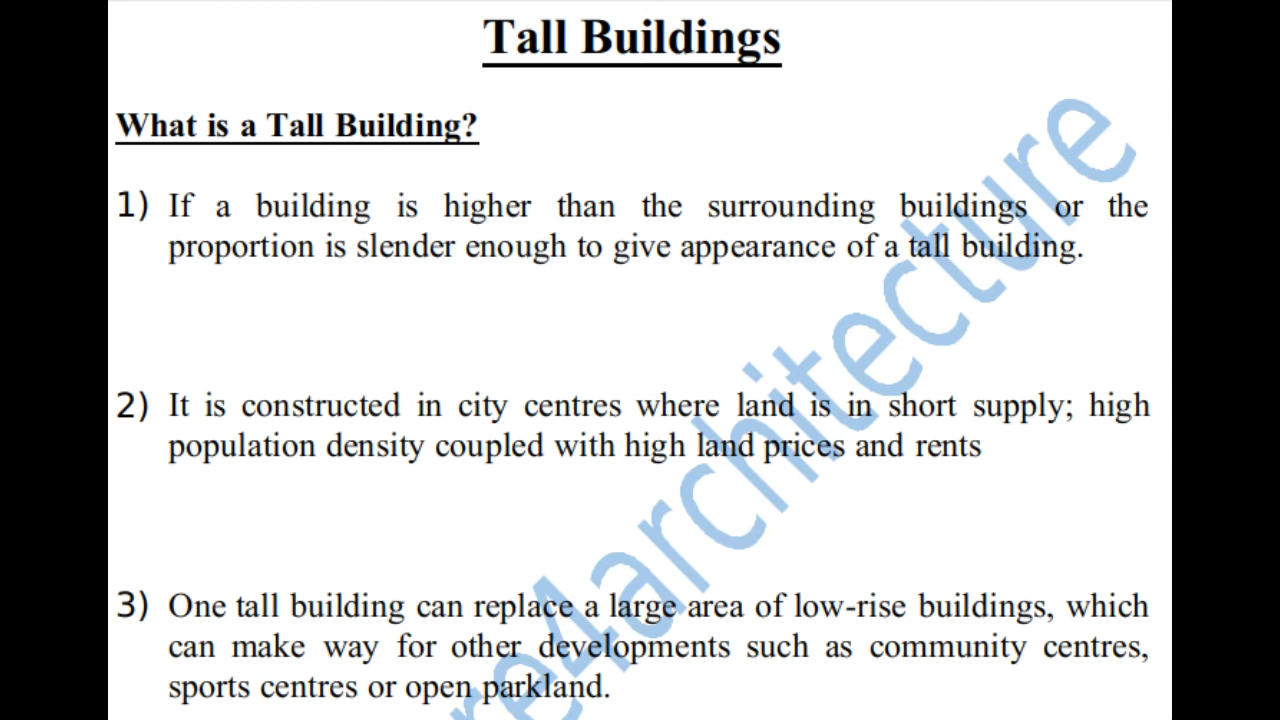 Tall Buildings
What is a Tall Building?
1) If a building is higher than the surrounding buildings or the
proportion is slender enough to give appearance of a tall building.
2) It is constructed in city centres where land is in short supply; high
population density coupled with high land prices and rents
3) One tall building can replace a large area of low-rise buildings, which
can make way for other developments such as community centres,
sports centres or open parkland.
re4architecture